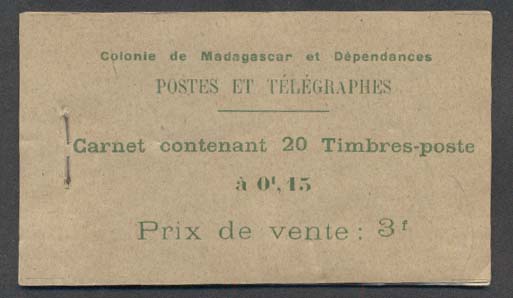 Colonie de Madagascar et Dépendances
POSTES ET TÉLÉGRAPHES
Carnet contenant 20 Timbres-poste
à 0f,15
Prix de vente : 3f